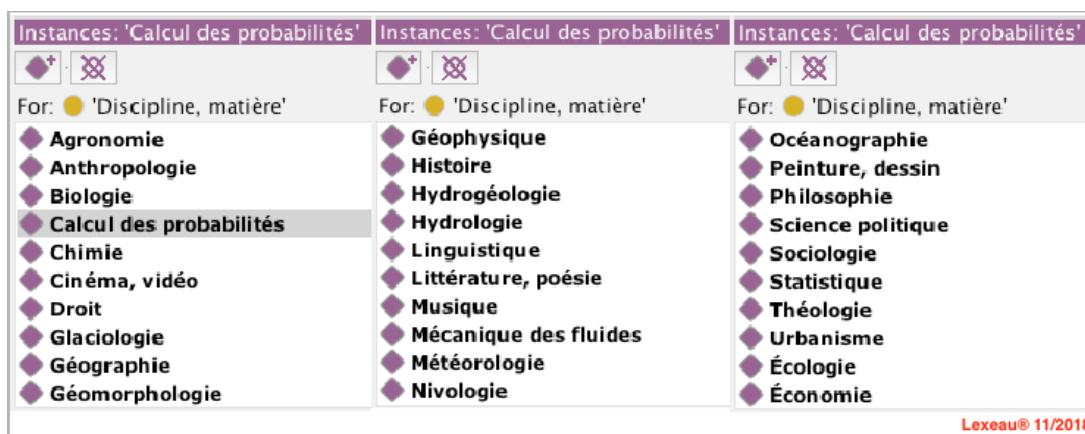 Instances: 'Calcul des probabilités'
For: 'Discipline, matière'
Agronomie
Anthropologie
Biologie
Calcul des probabilités
Chimie
Cinéma, vidéo
Droit
Glaciologie
Géographie
Géomorphologie
Instances: 'Calcul des probabilités'
For: 'Discipline, matière'
Géophysique
Histoire
Hydrogéologie
Hydrologie
Linguistique
Littérature, poésie
Musique
Mécanique des fluides
Météorologie
Nivologie
Instances: 'Calcul des probabilités'
For: 'Discipline, matière'
Océanographie
Peinture, dessin
Philosophie
Science politique
Sociologie
Statistique
Théologie
Urbanisme
Écologie
Économie
Lexeau® 11/2018